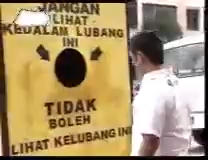 JANGAN
LIHAT
KEDALAM LUBANG
INI
TIDAK
BOLEH
LIHAT KELUBANG INI